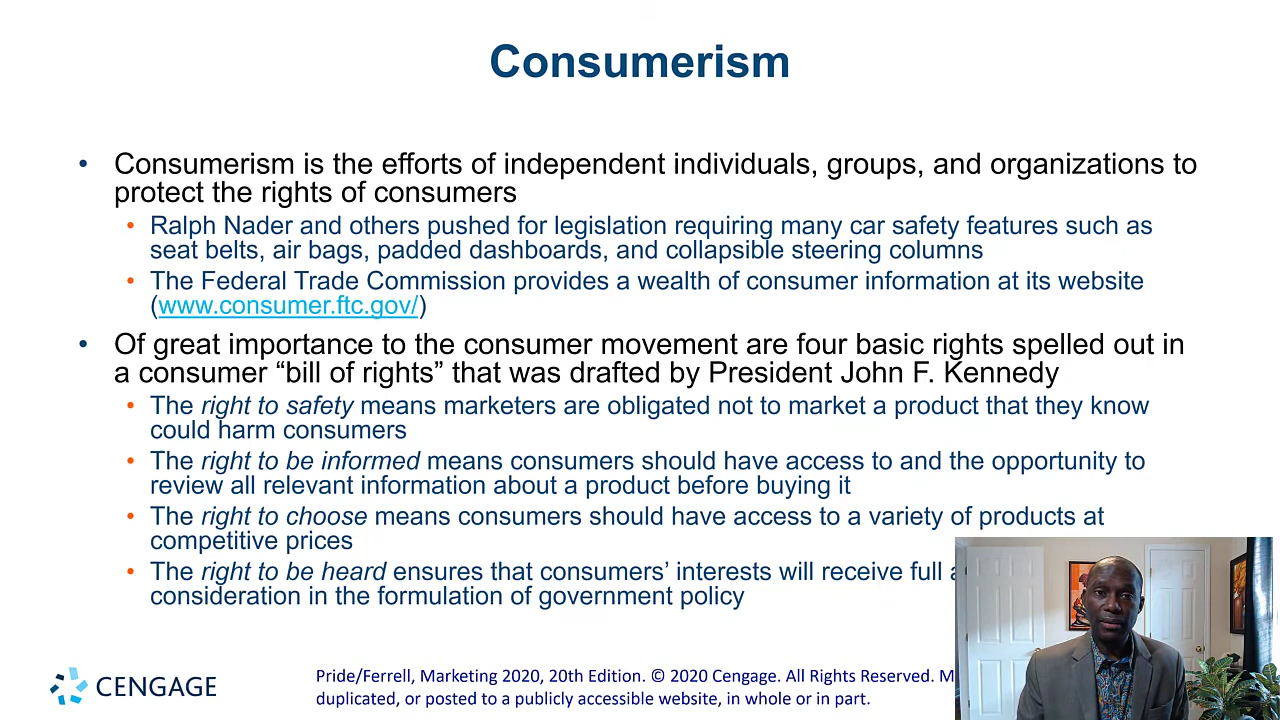 Consumerism
• Consumerism is the efforts of independent individuals, groups, and organizations to
protect the rights of consumers
• Ralph Nader and others pushed for legislation requiring many car safety features such as
seat belts, air bags, padded dashboards, and collapsible steering columns
• The Federal Trade Commission provides a wealth of consumer information at its website
(www.consumer.ftc.gov/)
• Of great importance to the consumer movement are four basic rights spelled out in
a consumer “bill of rights” that was drafted by President John F. Kennedy
• The right to safety means marketers are obligated not to market a product that they know
could harm consumers
• The right to be informed means consumers should have access to and the opportunity to
review all relevant information about a product before buying it
• The right to choose means consumers should have access to a variety of products at
competitive prices
• The right to be heard ensures that consumers’ interests will receive full
consideration in the formulation of government policy
CENGAGE
Pride/Ferrell, Marketing 2020, 20th Edition. © 2020 Cengage. All Rights Reserved.
duplicated, or posted to a publicly accessible website, in whole or in part.